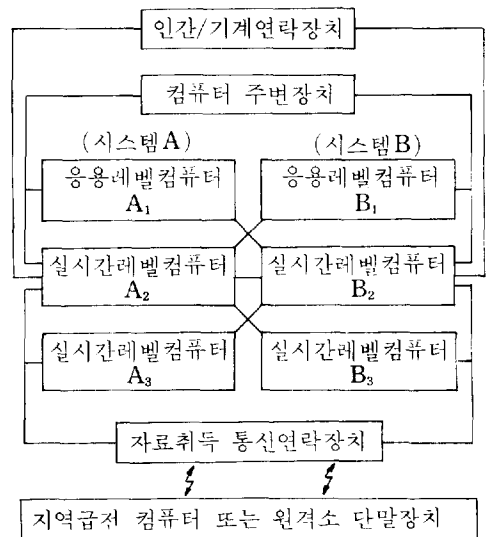 인간/기계연락장치
컴퓨터 주변장치
(시스템A) (시스템B)
응용레벨컴퓨터 응용레벨컴퓨터
A₁ B₁
실시간레벨컴퓨터 실시간레벨컴퓨터
A₂ B₂
실시간레벨컴퓨터 실시간레벨컴퓨터
A₃ B₃
자료취득 통신연락장치
지역급전 컴퓨터 또는 원격소 단말장치